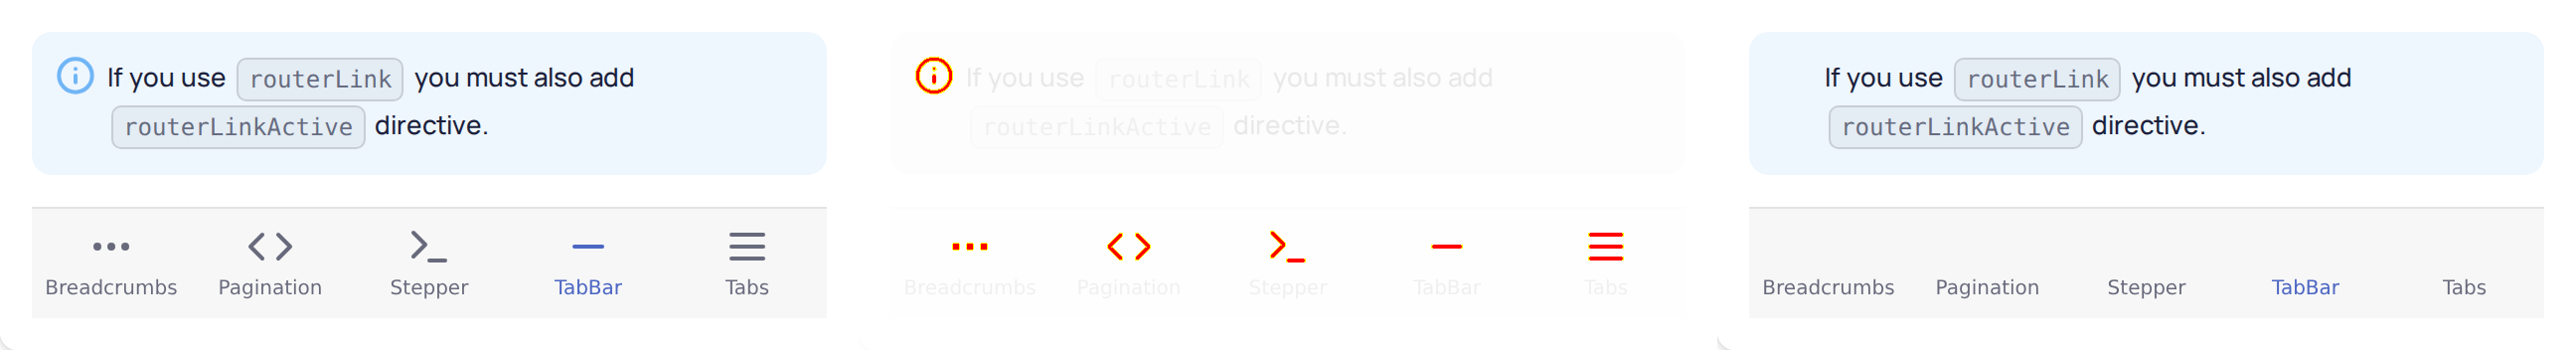 If you use routerLink you must also add
routerLinkActive directive.
Breadcrumbs Pagination Stepper TabBar Tabs
If you use routerLink you must also add
routerLinkActive directive.
Breadcrumbs Pagination Stepper TabBar Tabs
If you use routerLink you must also add
routerLinkActive directive.
Breadcrumbs Pagination Stepper TabBar Tabs